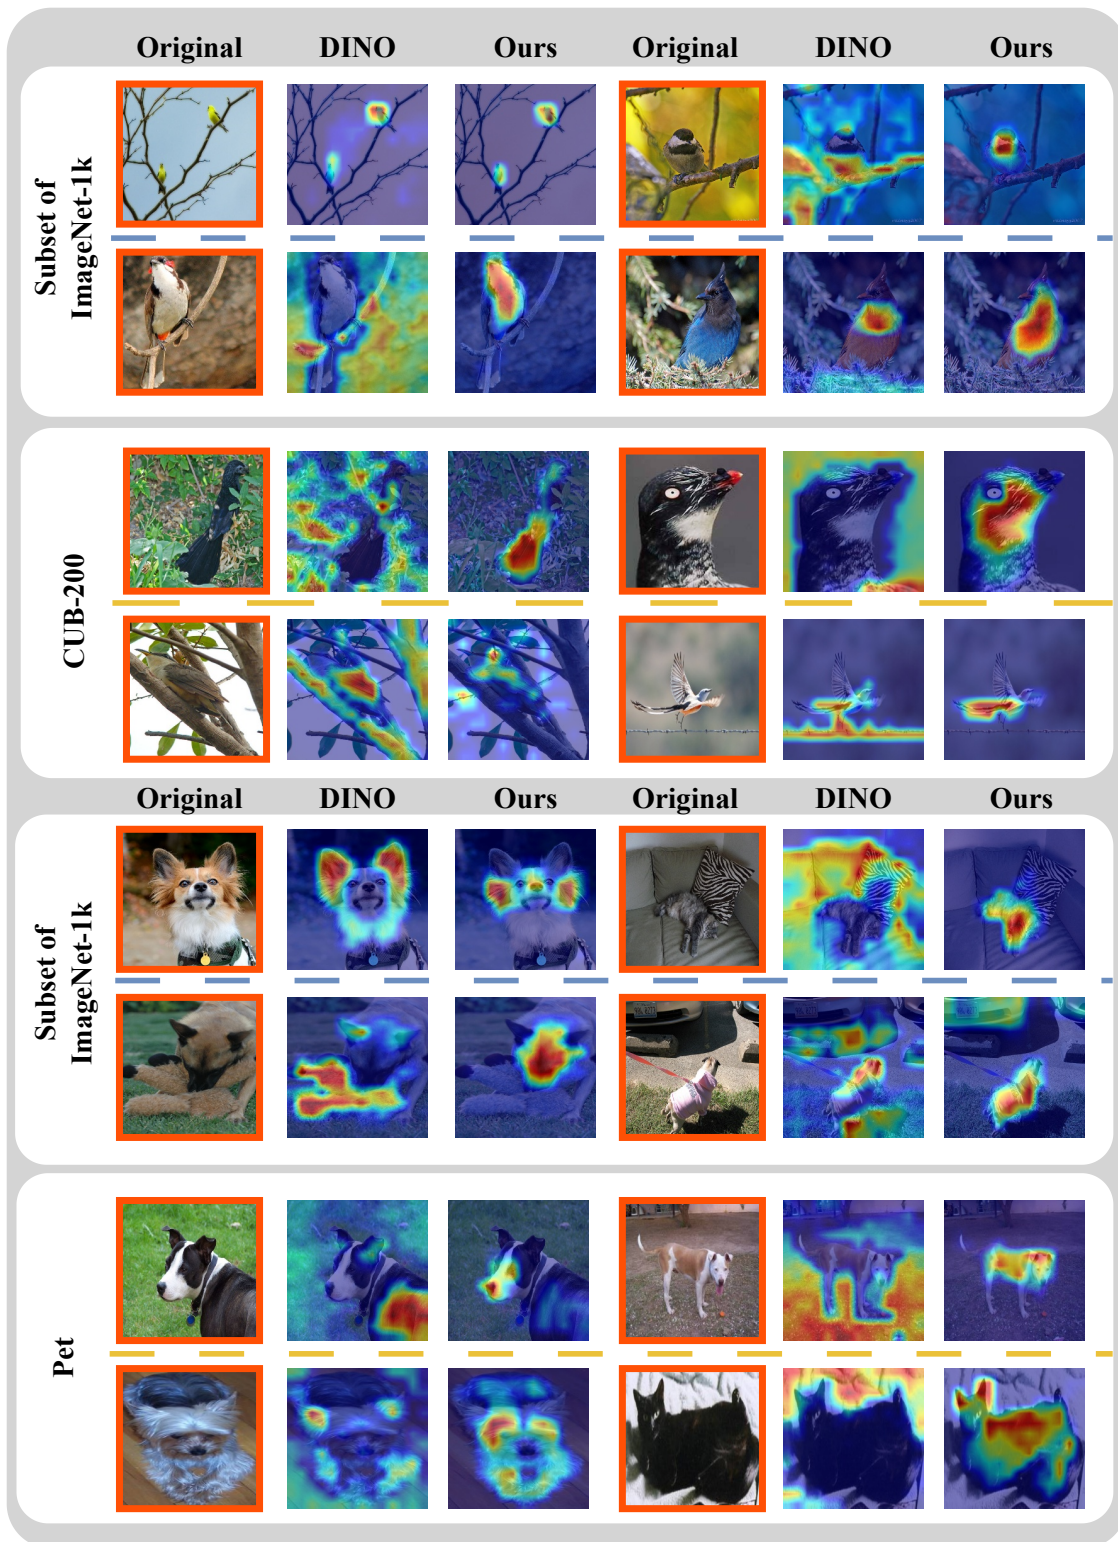 Original DINO Ours Original DINO Ours
Subset of
ImageNet-1k
CUB-200
Original DINO Ours Original DINO Ours
Subset of
ImageNet-1k
Pet